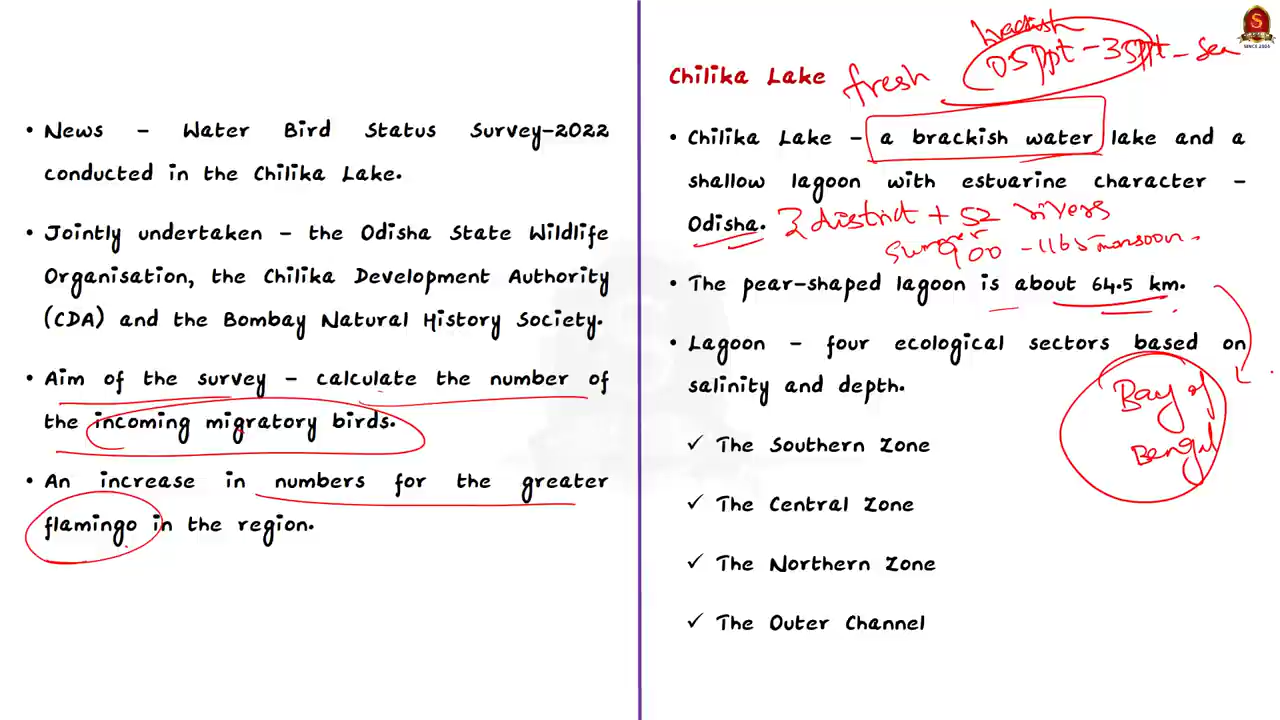 • News – Water Bird Status Survey-2022
conducted in the Chilika Lake.
• Jointly undertaken – the Odisha State Wildlife
Organisation, the Chilika Development Authority
(CDA) and the Bombay Natural History Society.
• Aim of the survey – calculate the number of
the incoming migratory birds.
• An increase in numbers for the greater
flamingo in the region.
brackish
05ppt - 35ppt - Sea
Chilika Lake
fresh
• Chilika Lake – a brackish water lake and a
shallow lagoon with estuarine character –
Odisha.
3 district + 52 rivers
summer 900 - 1165 monsoon.
• The pear-shaped lagoon is about 64.5 km.
• Lagoon – four ecological sectors based on
salinity and depth.
Bay of
Bengal
✓ The Southern Zone
✓ The Central Zone
✓ The Northern Zone
✓ The Outer Channel
S
SINCE 2004